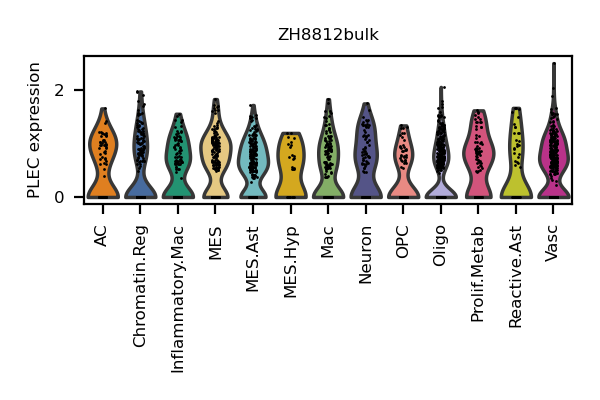 ZH8812bulk
PLEC expression
2
0
AC
Chromatin.Reg
Inflammatory.Mac
MES
MES.Ast
MES.Hyp
Mac
Neuron
OPC
Oligo
Prolif.Metab
Reactive.Ast
Vasc